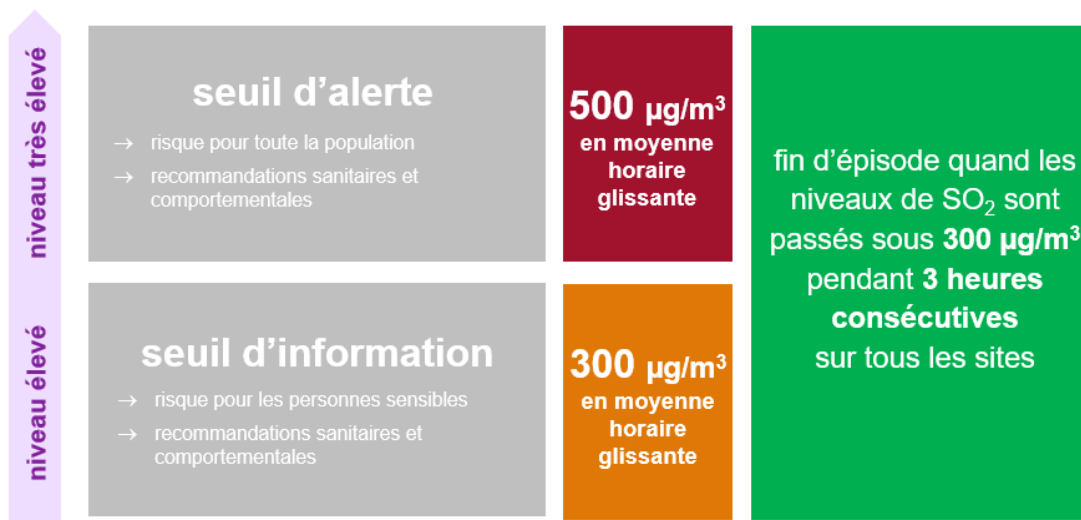 niveau très élevé
seuil d’alerte
→ risque pour toute la population
→ recommandations sanitaires et
comportementales
500 µg/m³
en moyenne
horaire
glissante
niveau élevé
seuil d’information
→ risque pour les personnes sensibles
→ recommandations sanitaires et
comportementales
300 µg/m³
en moyenne
horaire
glissante
fin d’épisode quand les
niveaux de SO₂ sont
passés sous 300 µg/m³
pendant 3 heures
consécutives
sur tous les sites